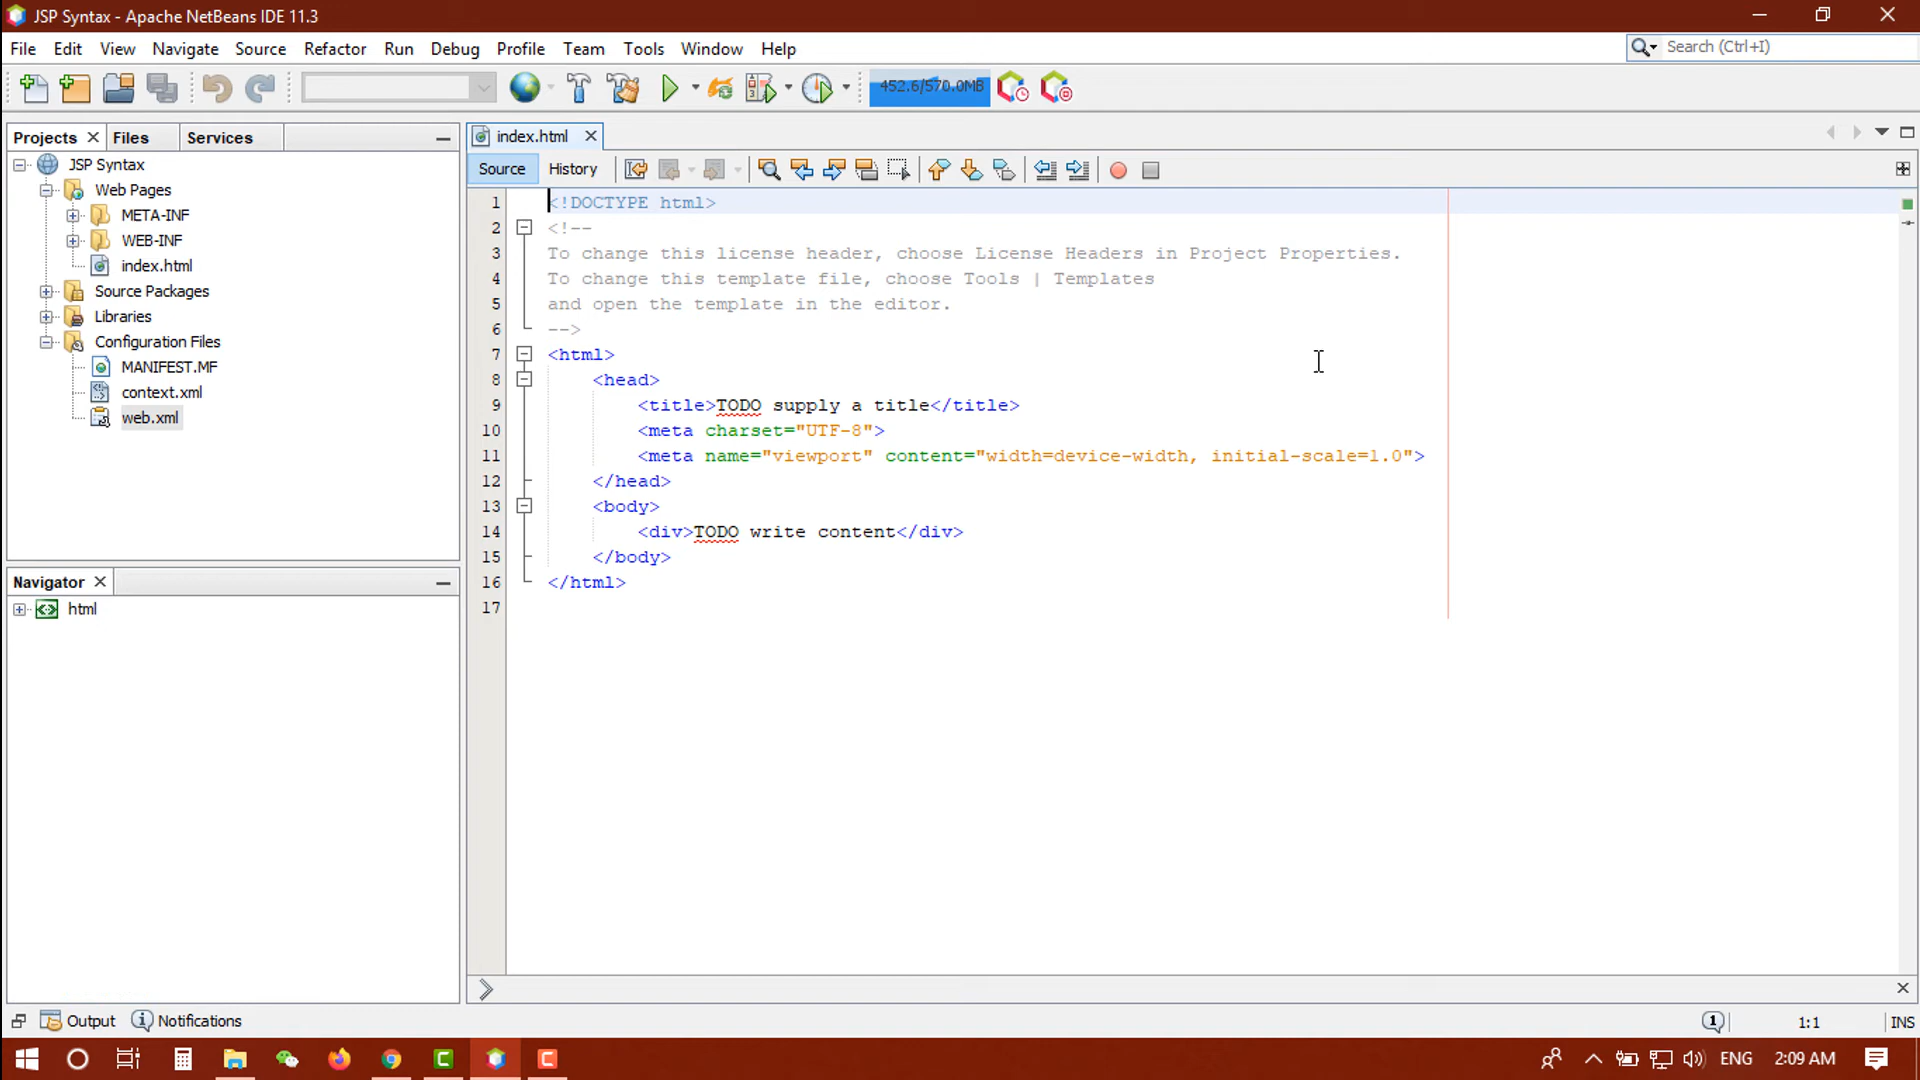 JSP Syntax - Apache NetBeans IDE 11.3
File Edit View Navigate Source Refactor Run Debug Profile Team Tools Window Help
Search (Ctrl+I)
452.6/570.0MB
Projects Files Services
JSP Syntax
Web Pages
META-INF
WEB-INF
index.html
Source Packages
Libraries
Configuration Files
MANIFEST.MF
context.xml
web.xml
Navigator
html
index.html
Source History
1 <!DOCTYPE html>
2 <!--
3 To change this license header, choose License Headers in Project Properties.
4 To change this template file, choose Tools | Templates
5 and open the template in the editor.
6 -->
7 <html>
8 <head>
9 <title>TODO supply a title</title>
10 <meta charset="UTF-8">
11 <meta name="viewport" content="width=device-width, initial-scale=1.0">
12 </head>
13 <body>
14 <div>TODO write content</div>
15 </body>
16 </html>
17
Output Notifications
1 1:1 INS
ENG 2:09 AM